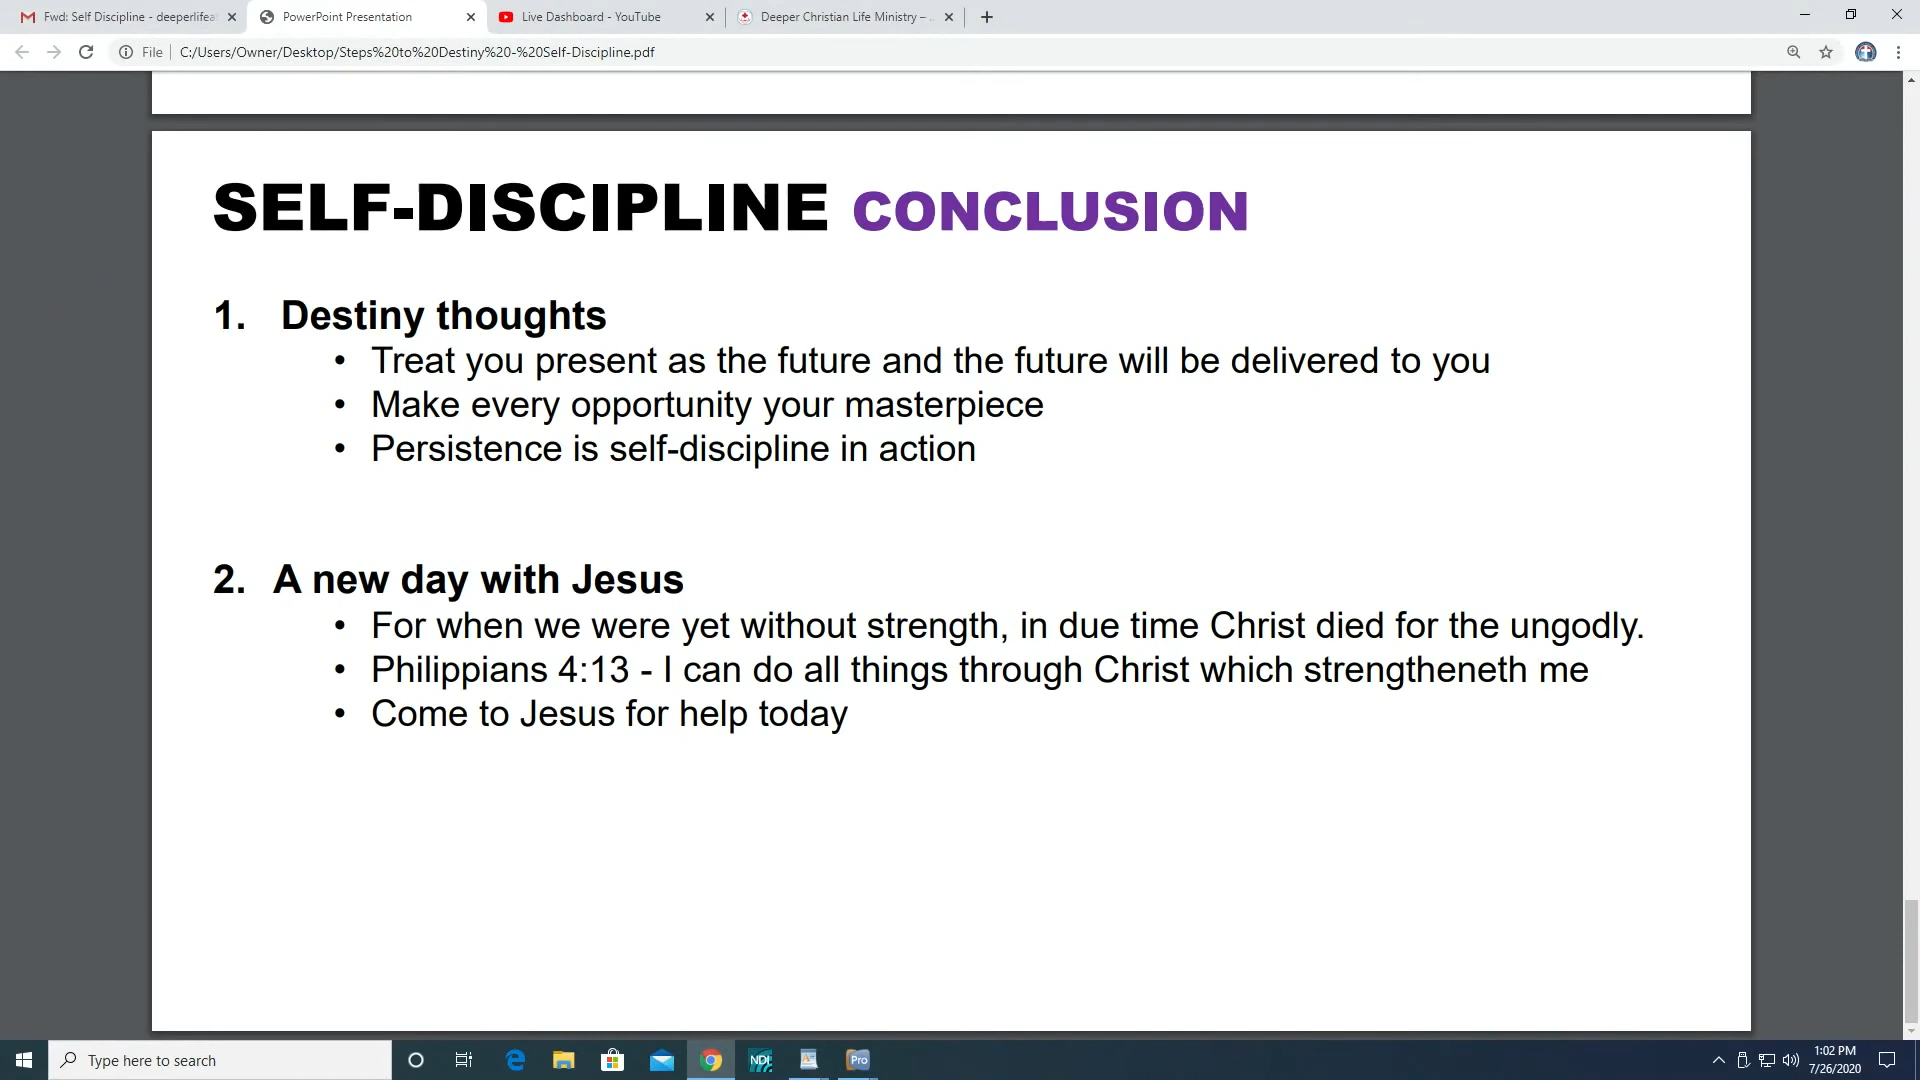 Fwd: Self Discipline - deeperlifea
PowerPoint Presentation
Live Dashboard - YouTube
Deeper Christian Life Ministry – ..
File
C:/Users/Owner/Desktop/Steps%20to%20Destiny%20-%20Self-Discipline.pdf
SELF-DISCIPLINE CONCLUSION
1. Destiny thoughts
• Treat you present as the future and the future will be delivered to you
• Make every opportunity your masterpiece
• Persistence is self-discipline in action
2. A new day with Jesus
• For when we were yet without strength, in due time Christ died for the ungodly.
• Philippians 4:13 - I can do all things through Christ which strengtheneth me
• Come to Jesus for help today
Type here to search
NDI
Pro
1:02 PM
7/26/2020